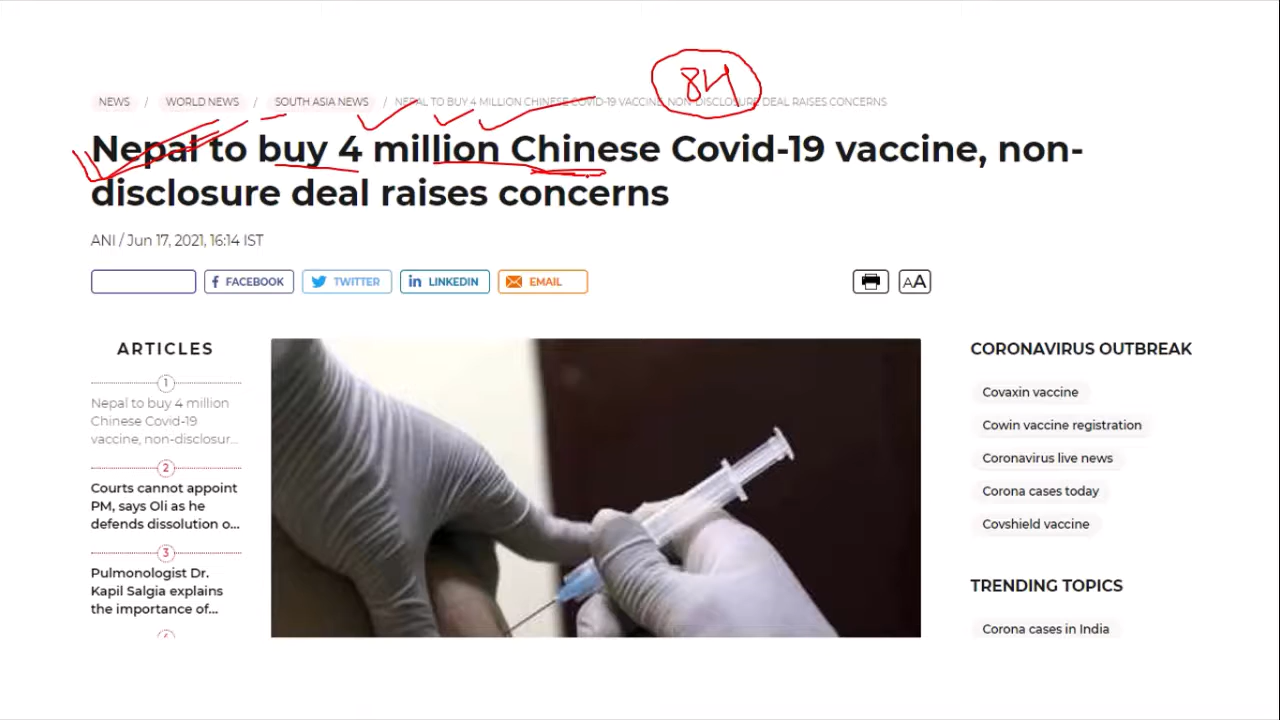 84
NEWS / WORLD NEWS / SOUTH ASIA NEWS / NEPAL TO BUY 4 MILLION CHINESE COVID-19 VACCINE, NON-DISCLOSURE DEAL RAISES CONCERNS
Nepal to buy 4 million Chinese Covid-19 vaccine, non-
disclosure deal raises concerns
ANI / Jun 17, 2021, 16:14 IST
FACEBOOK TWITTER in LINKEDIN EMAIL AA
ARTICLES
1
Nepal to buy 4 million
Chinese Covid-19
vaccine, non-disclosur...
2
Courts cannot appoint
PM, says Oli as he
defends dissolution o...
3
Pulmonologist Dr.
Kapil Salgia explains
the importance of...
CORONAVIRUS OUTBREAK
Covaxin vaccine
Cowin vaccine registration
Coronavirus live news
Corona cases today
Covshield vaccine
TRENDING TOPICS
Corona cases in India